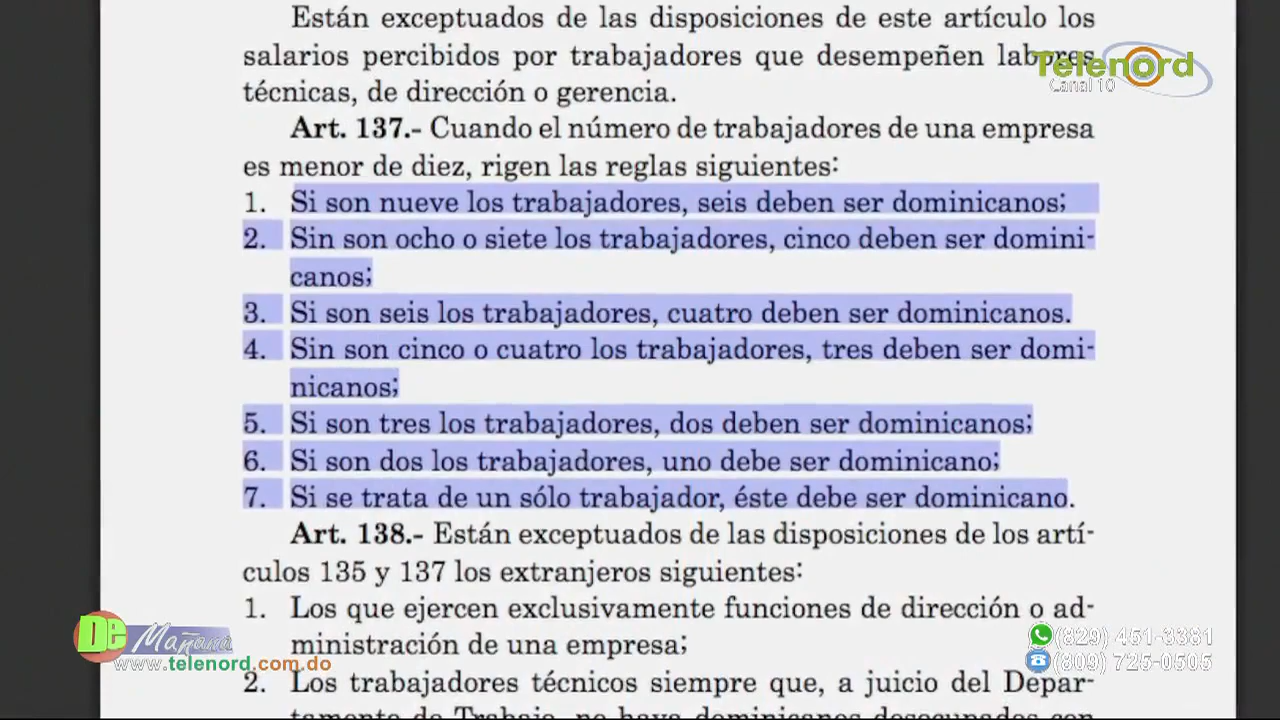 Están exceptuados de las disposiciones de este artículo los
salarios percibidos por trabajadores que desempeñen labores
técnicas, de dirección o gerencia.
Telenord
Canal 10
Art. 137.- Cuando el número de trabajadores de una empresa
es menor de diez, rigen las reglas siguientes:
1. Si son nueve los trabajadores, seis deben ser dominicanos;
2. Sin son ocho o siete los trabajadores, cinco deben ser domini-
canos;
3. Si son seis los trabajadores, cuatro deben ser dominicanos.
4. Sin son cinco o cuatro los trabajadores, tres deben ser domi-
nicanos;
5. Si son tres los trabajadores, dos deben ser dominicanos;
6. Si son dos los trabajadores, uno debe ser dominicano;
7. Si se trata de un sólo trabajador, éste debe ser dominicano.
Art. 138.- Están exceptuados de las disposiciones de los artí-
culos 135 y 137 los extranjeros siguientes:
1. Los que ejercen exclusivamente funciones de dirección o ad-
ministración de una empresa;
2. Los trabajadores técnicos siempre que, a juicio del Depar-
tamento de Trabajo, no haya dominicanos desocupados con
De Mañana
www.telenord.com.do
(829) 451-3381
(809) 725-0505